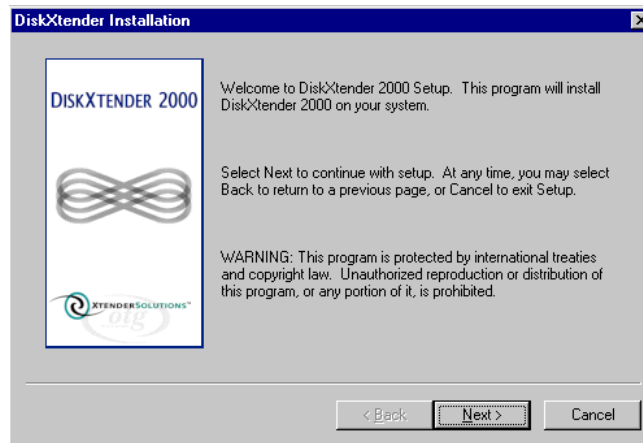 DiskXtender Installation
DISKXTENDER 2000
Welcome to DiskXtender 2000 Setup. This program will install
DiskXtender 2000 on your system.
Select Next to continue with setup. At any time, you may select
Back to return to a previous page, or Cancel to exit Setup.
WARNING: This program is protected by international treaties
and copyright law. Unauthorized reproduction or distribution of
this program, or any portion of it, is prohibited.
XTENDERSOLUTIONS™
otg
< Back
Next >
Cancel